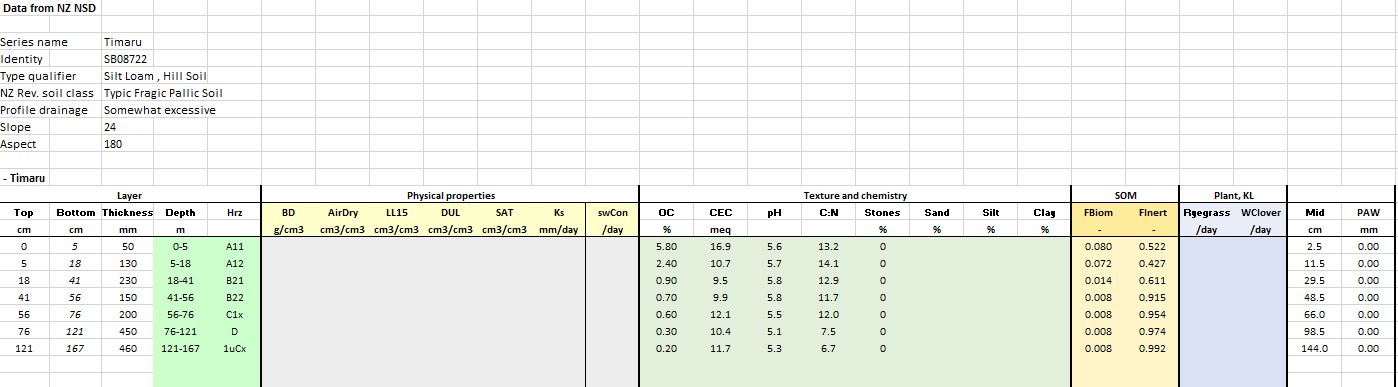 Data from NZ NSD
Series name Timaru
Identity SB08722
Type qualifier Silt Loam , Hill Soil
NZ Rev. soil class Typic Fragic Pallic Soil
Profile drainage Somewhat excessive
Slope 24
Aspect 180
- Timaru
Layer Physical properties Texture and chemistry SOM Plant, KL
Top Bottom Thickness Depth Hrz BD AirDry LL15 DUL SAT Ks swCon OC CEC pH C:N Stones Sand Silt Clay FBiom FInert Ryegrass WClover Mid PAW
cm cm mm m g/cm3 cm3/cm3 cm3/cm3 cm3/cm3 cm3/cm3 mm/day /day % meq % % % % - - /day /day cm mm
0 5 50 0-5 A11 5.80 16.9 5.6 13.2 0 0.080 0.522 2.5 0.00
5 18 130 5-18 A12 2.40 10.7 5.7 14.1 0 0.072 0.427 11.5 0.00
18 41 230 18-41 B21 0.90 9.5 5.8 12.9 0 0.014 0.611 29.5 0.00
41 56 150 41-56 B22 0.70 9.9 5.8 11.7 0 0.008 0.915 48.5 0.00
56 76 200 56-76 C1x 0.60 12.1 5.5 12.0 0 0.008 0.954 66.0 0.00
76 121 450 76-121 D 0.30 10.4 5.1 7.5 0 0.008 0.974 98.5 0.00
121 167 460 121-167 1uCx 0.20 11.7 5.3 6.7 0 0.008 0.992 144.0 0.00